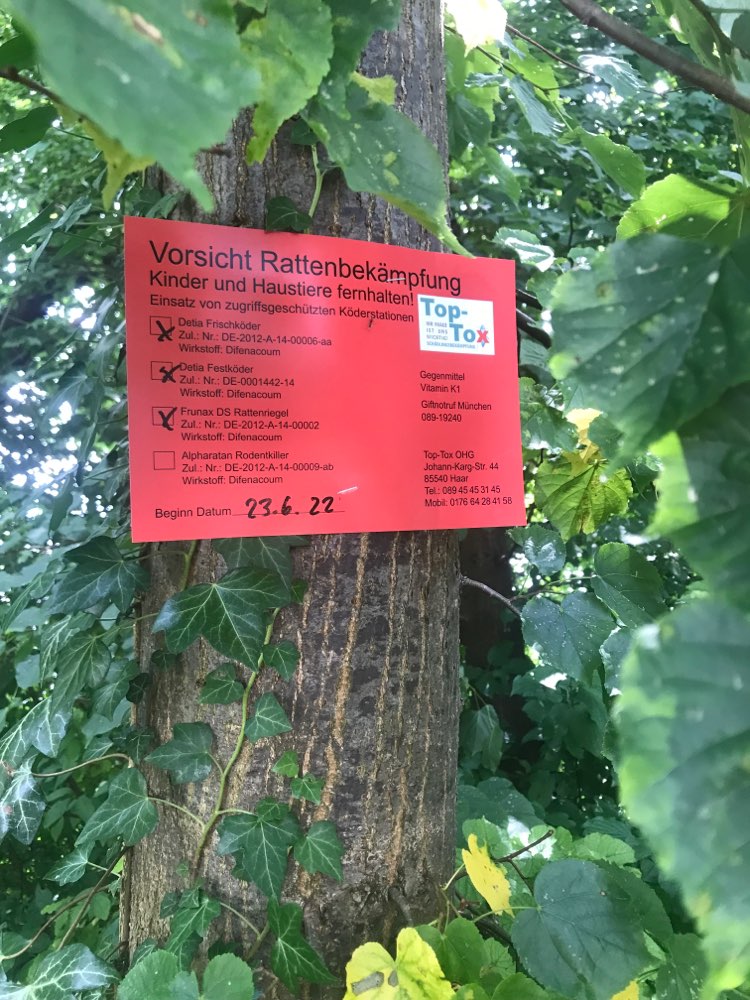 Vorsicht Rattenbekämpfung
Kinder und Haustiere fernhalten!
Einsatz von zugriffsgeschützten Köderstationen
Detia Frischköder
Zul.: Nr.: DE-2012-A-14-00006-aa
Wirkstoff: Difenacoum
Detia Festköder
Zul.: Nr.: DE-0001442-14
Wirkstoff: Difenacoum
Frunax DS Rattenriegel
Zul.: Nr.: DE-2012-A-14-00002
Wirkstoff: Difenacoum
Alpharatan Rodentkiller
Zul.: Nr.: DE-2012-A-14-00009-ab
Wirkstoff: Difenacoum
Beginn Datum 23.6.22
Top-
Tox
Gegenmittel
Vitamin K1
Giftnotruf München
089-19240
Top-Tox OHG
Johann-Karg-Str. 44
85540 Haar
Tel.: 089 45 45 31 45
Mobil: 0176 64 28 41 58